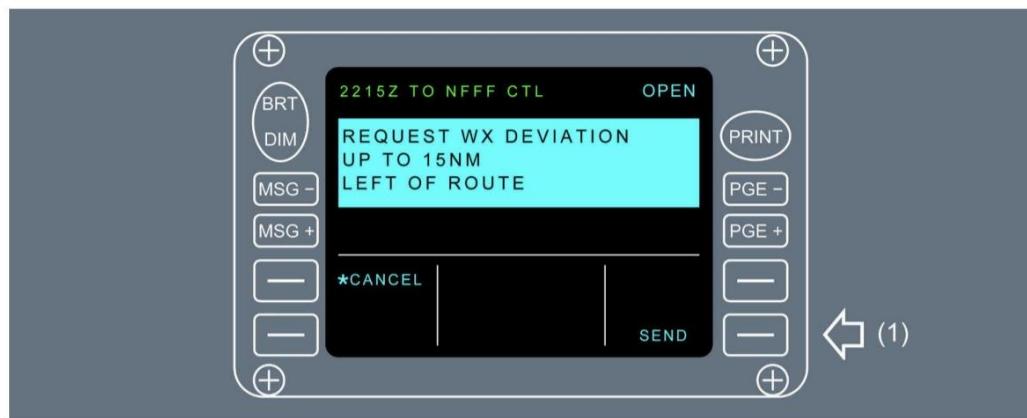 BRT
DIM
MSG –
MSG +
2215Z TO NFFF CTL OPEN
REQUEST WX DEVIATION
UP TO 15NM
LEFT OF ROUTE
*CANCEL
SEND
PRINT
PGE –
PGE +
(1)